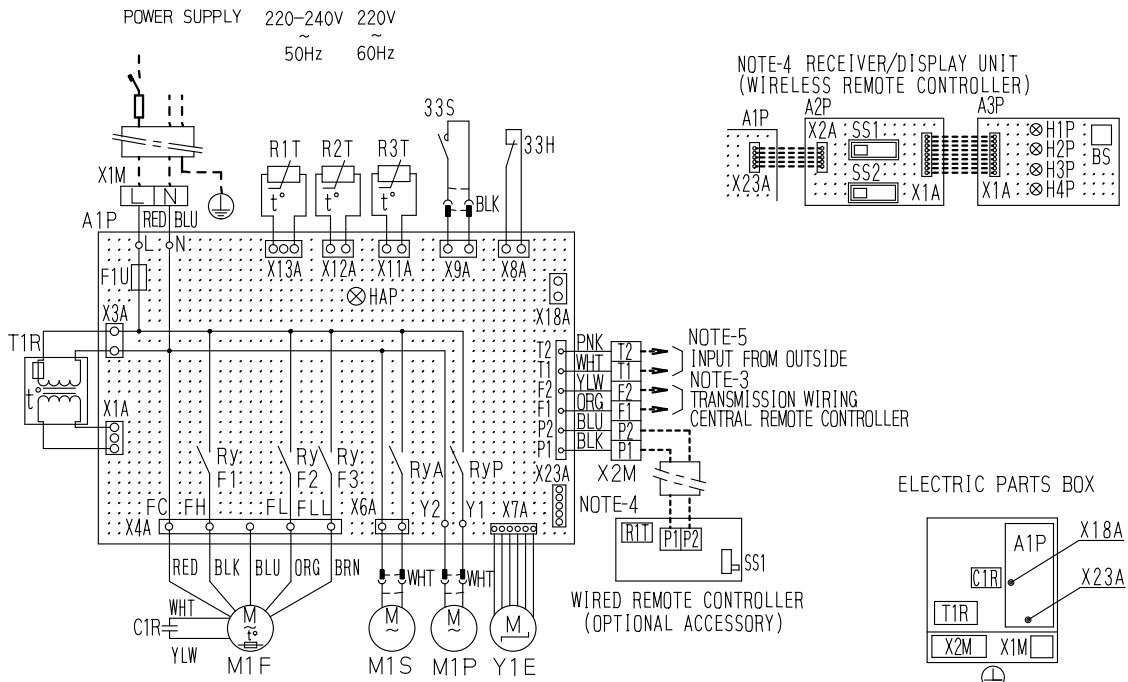 POWER SUPPLY 220-240V 220V
~ ~
50Hz 60Hz
NOTE-4 RECEIVER/DISPLAY UNIT
(WIRELESS REMOTE CONTROLLER)
A1P A2P A3P
X2A SS1
SS2
X23A X1A X1A
H1P
H2P
H3P
H4P
BS
33S
33H
R1T R2T R3T
t° t° t°
BLK
X1M
L N
A1P RED BLU
L N
X13A X12A X11A X9A X8A
F1U
HAP
X18A
X3A
T1R
t°
X1A
T2 PNK T2
T1 WHT T1
F2 YLW F2
F1 ORG F1
P2 BLU P2
P1 BLK P1
NOTE-5
INPUT FROM OUTSIDE
NOTE-3
TRANSMISSION WIRING
CENTRAL REMOTE CONTROLLER
X23A X2M
Ry F1
Ry F2
Ry F3
RyA
RyP
FC FH FL FLL
X4A X6A Y2 Y1 X7A
NOTE-4
R1T P1 P2
SS1
WIRED REMOTE CONTROLLER
(OPTIONAL ACCESSORY)
RED BLK BLU ORG BRN
WHT WHT
WHT
C1R
YLW
M
~
t°
M
~
M
~
M
M1F M1S M1P Y1E
ELECTRIC PARTS BOX
A1P
X18A
C1R
X23A
T1R
X2M X1M